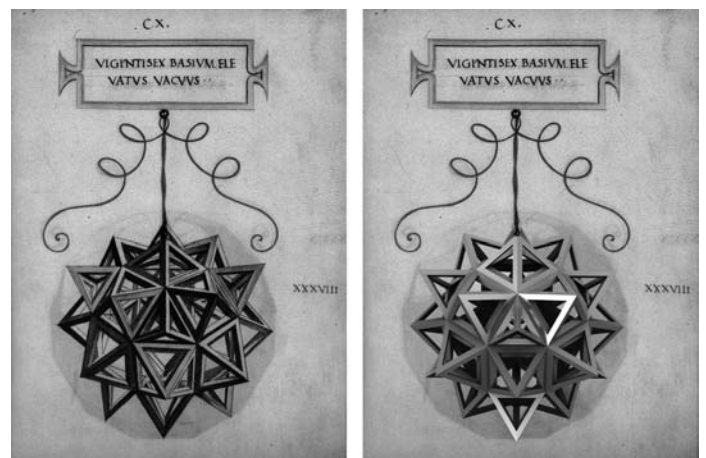 CX.
VIGINTISEX BASIVM.ELE
VATVS VACVVS··
XXXVIII
CX.
VIGINTISEX BASIVM.ELE
VATVS VACVVS··
XXXVIII